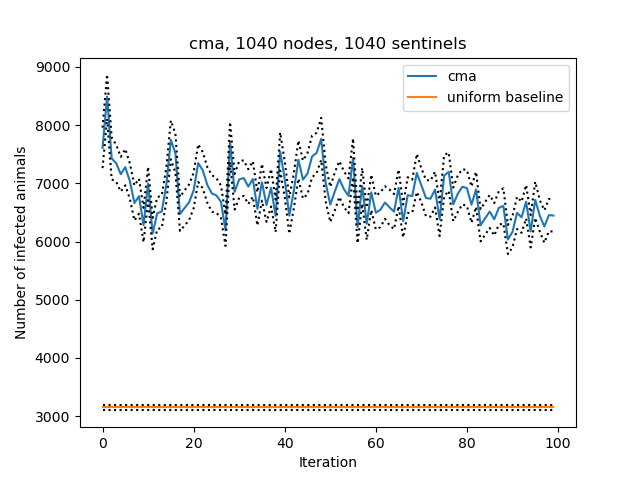 cma, 1040 nodes, 1040 sentinels
cma
uniform baseline
Number of infected animals
9000
8000
7000
6000
5000
4000
3000
0 20 40 60 80 100
Iteration